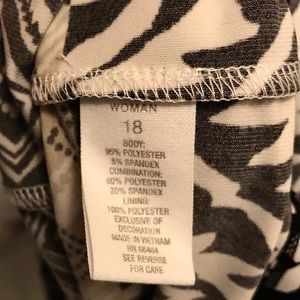 WOMAN
18
BODY:
95% POLYESTER
5% SPANDEX
COMBINATION:
80% POLYESTER
20% SPANDEX
LINING:
100% POLYESTER
EXCLUSIVE OF
DECORATION
MADE IN VIETNAM
RN 66464
SEE REVERSE
FOR CARE